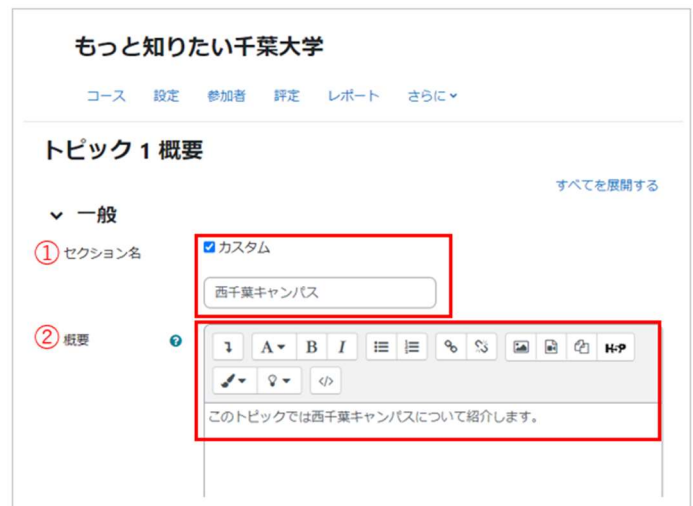 もっと知りたい千葉大学
コース 設定 参加者 評定 レポート さらに
トピック 1 概要
すべてを展開する
一般
① セクション名 カスタム
西千葉キャンパス
② 概要
A B I H-P
</>
このトピックでは西千葉キャンパスについて紹介します。